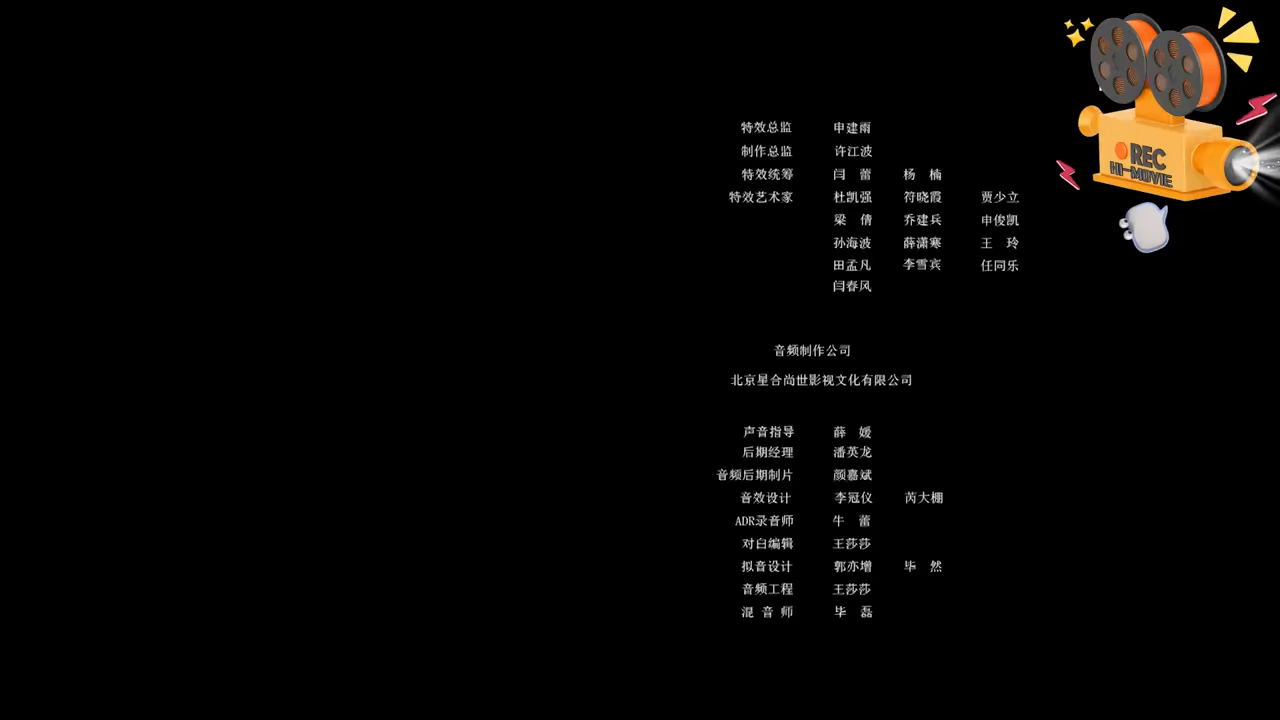 REC
HI-MOVIE
特效总监 申建雨
制作总监 许江波
特效统筹 闫 蕾 杨 楠
特效艺术家 杜凯强 符晓霞 贾少立
梁 倩 乔建兵 申俊凯
孙海波 薛潇寒 王 玲
田孟凡 李雪宾 任同乐
闫春风
音频制作公司
北京星合尚世影视文化有限公司
声音指导 薛 媛
后期经理 潘英龙
音频后期制片 颜嘉斌
音效设计 李冠仪 芮大棚
ADR录音师 牛 蕾
对白编辑 王莎莎
拟音设计 郭亦增 毕 然
音频工程 王莎莎
混 音 师 毕 磊